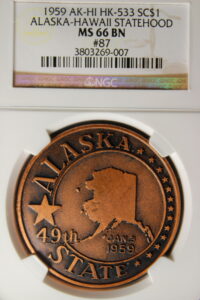 1959 AK-HI HK-533 SC$1
ALASKA-HAWAII STATEHOOD
MS 66 BN
#87
3803269-007
NGC
ALASKA
49th
JAN 3
1959
STATE